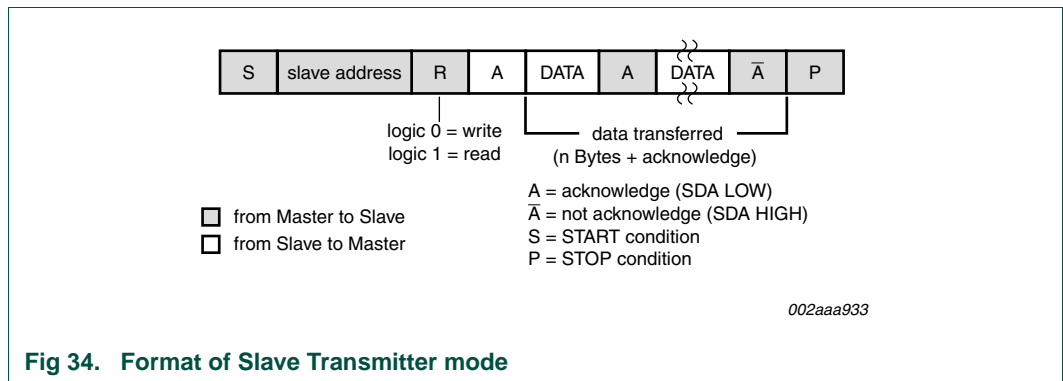 S slave address R A DATA A DATA A̅ P
logic 0 = write
logic 1 = read
data transferred
(n Bytes + acknowledge)
A = acknowledge (SDA LOW)
A̅ = not acknowledge (SDA HIGH)
S = START condition
P = STOP condition
from Master to Slave
from Slave to Master
002aaa933
Fig 34. Format of Slave Transmitter mode